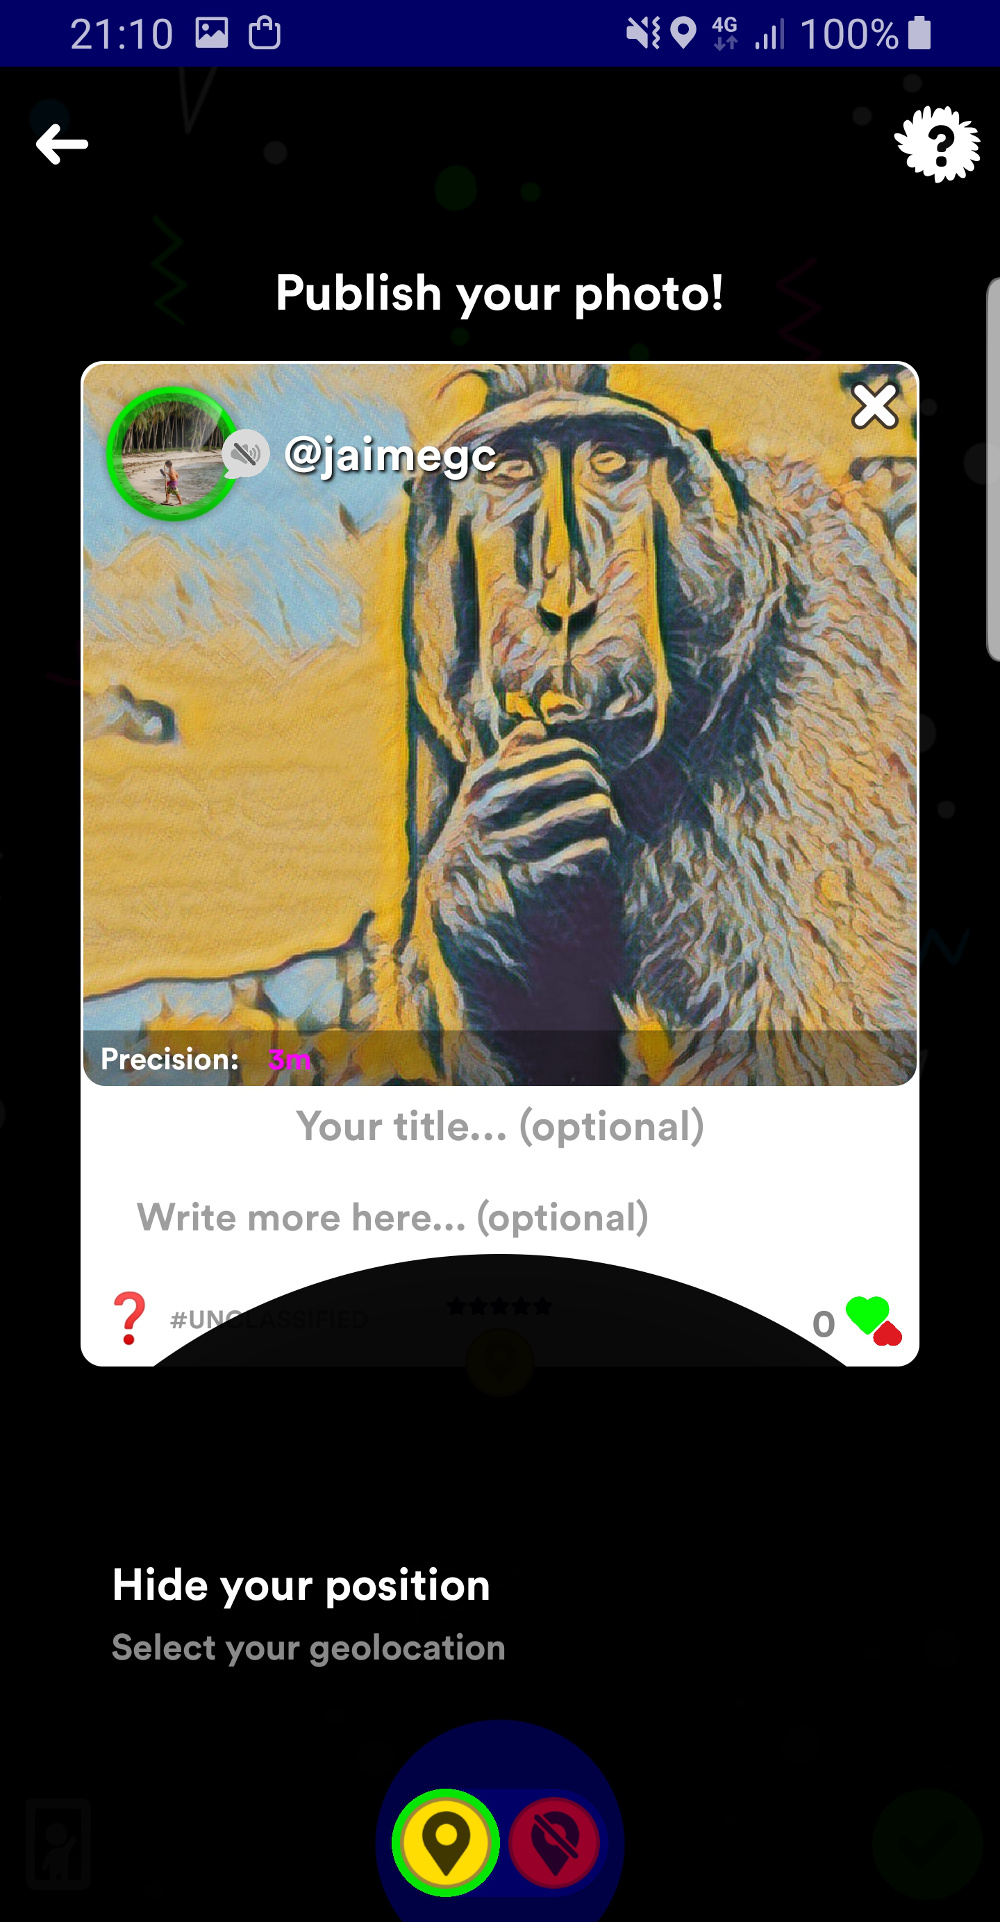 21:10 4G 100%
?
Publish your photo!
@jaimegc
Precision: 3m
Your title... (optional)
Write more here... (optional)
❓ #UNCLASSIFIED 0
Hide your position
Select your geolocation